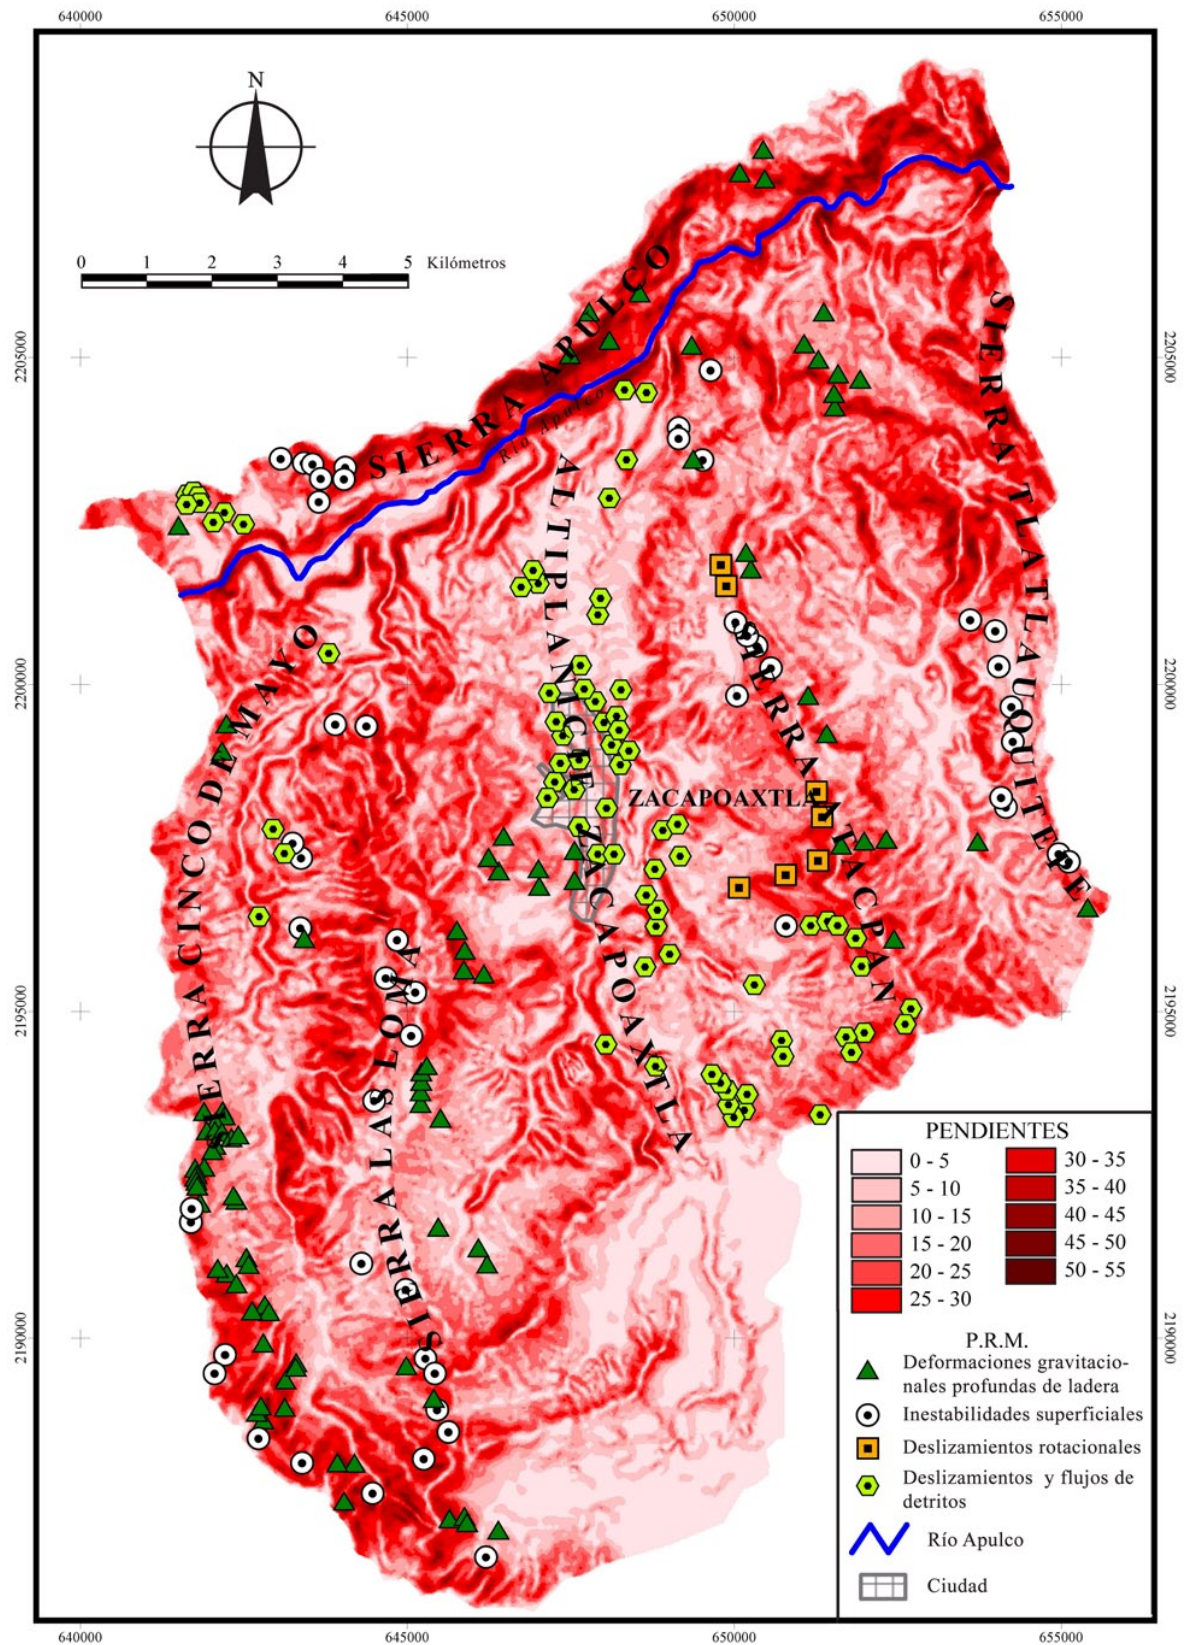 640000 645000 650000 655000
N
0 1 2 3 4 5 Kilómetros
2205000 2205000
2200000 2200000
2195000 2195000
2190000 2190000
SIERRA APULCO
Río Apulco
ALTIPLANICIE ZACAPOAXTLA
SIERRA TLATLAUQUITEPE
SIERRA TACPAN
SIERRA CINCO DE MAYO
SIERRA LAS LOMA
ZACAPOAXTLA
PENDIENTES
0 - 5 30 - 35
5 - 10 35 - 40
10 - 15 40 - 45
15 - 20 45 - 50
20 - 25 50 - 55
25 - 30
P.R.M.
Deformaciones gravitacio-
nales profundas de ladera
Inestabilidades superficiales
Deslizamientos rotacionales
Deslizamientos y flujos de
detritos
Río Apulco
Ciudad
640000 645000 650000 655000